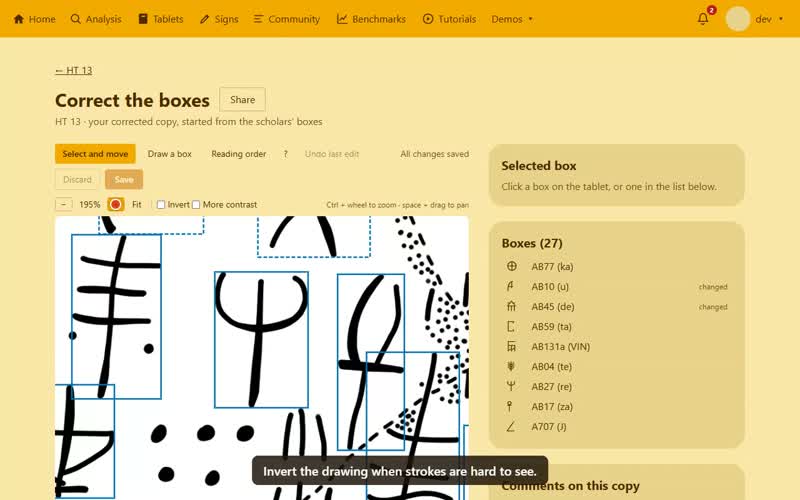 Home Analysis Tablets Signs Community Benchmarks Tutorials Demos 2 dev
← HT 13
Correct the boxes Share
HT 13 · your corrected copy, started from the scholars' boxes
Select and move Draw a box Reading order ? Undo last edit All changes saved
Discard Save
− 195% Fit Invert More contrast Ctrl + wheel to zoom · space + drag to pan
Selected box
Click a box on the tablet, or one in the list below.
Boxes (27)
AB77 (ka)
AB10 (u) changed
AB45 (de) changed
AB59 (ta)
AB131a (VIN)
AB04 (te)
AB27 (re)
AB17 (za)
A707 (J)
Comments on this copy
Invert the drawing when strokes are hard to see.